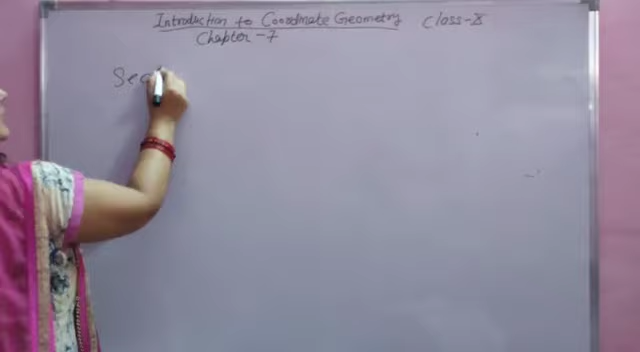 Introduction to Coordinate Geometry Class-X
Chapter-7
Sec